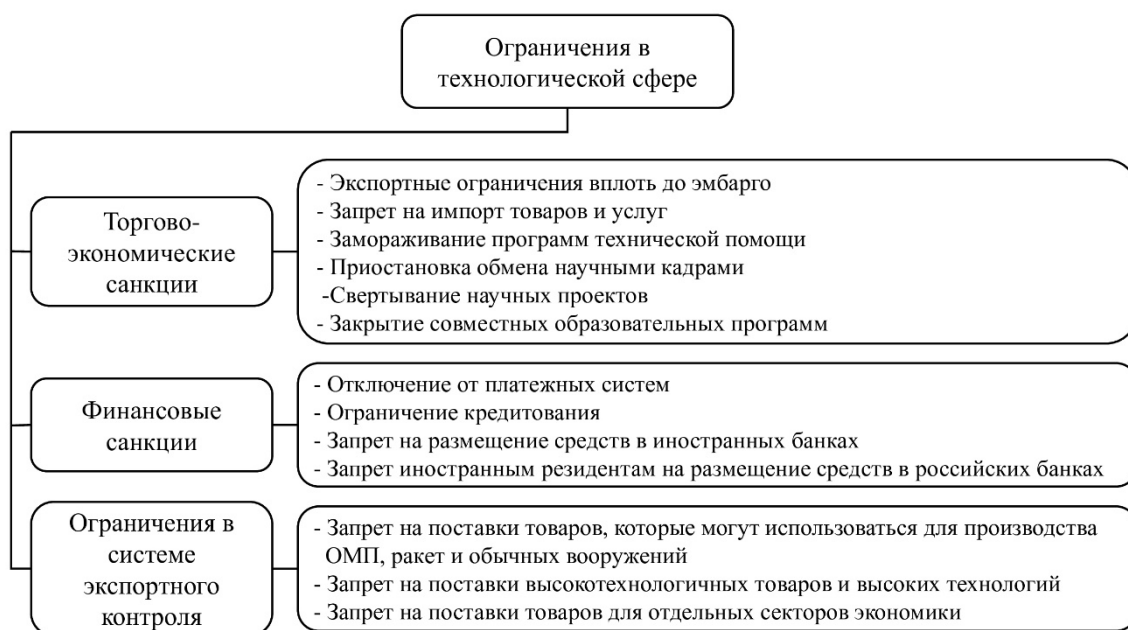 Ограничения в
технологической сфере
Торгово-
экономические
санкции
- Экспортные ограничения вплоть до эмбарго
- Запрет на импорт товаров и услуг
- Замораживание программ технической помощи
- Приостановка обмена научными кадрами
-Свертывание научных проектов
- Закрытие совместных образовательных программ
Финансовые
санкции
- Отключение от платежных систем
- Ограничение кредитования
- Запрет на размещение средств в иностранных банках
- Запрет иностранным резидентам на размещение средств в российских банках
Ограничения в
системе
экспортного
контроля
- Запрет на поставки товаров, которые могут использоваться для производства
ОМП, ракет и обычных вооружений
- Запрет на поставки высокотехнологичных товаров и высоких технологий
- Запрет на поставки товаров для отдельных секторов экономики